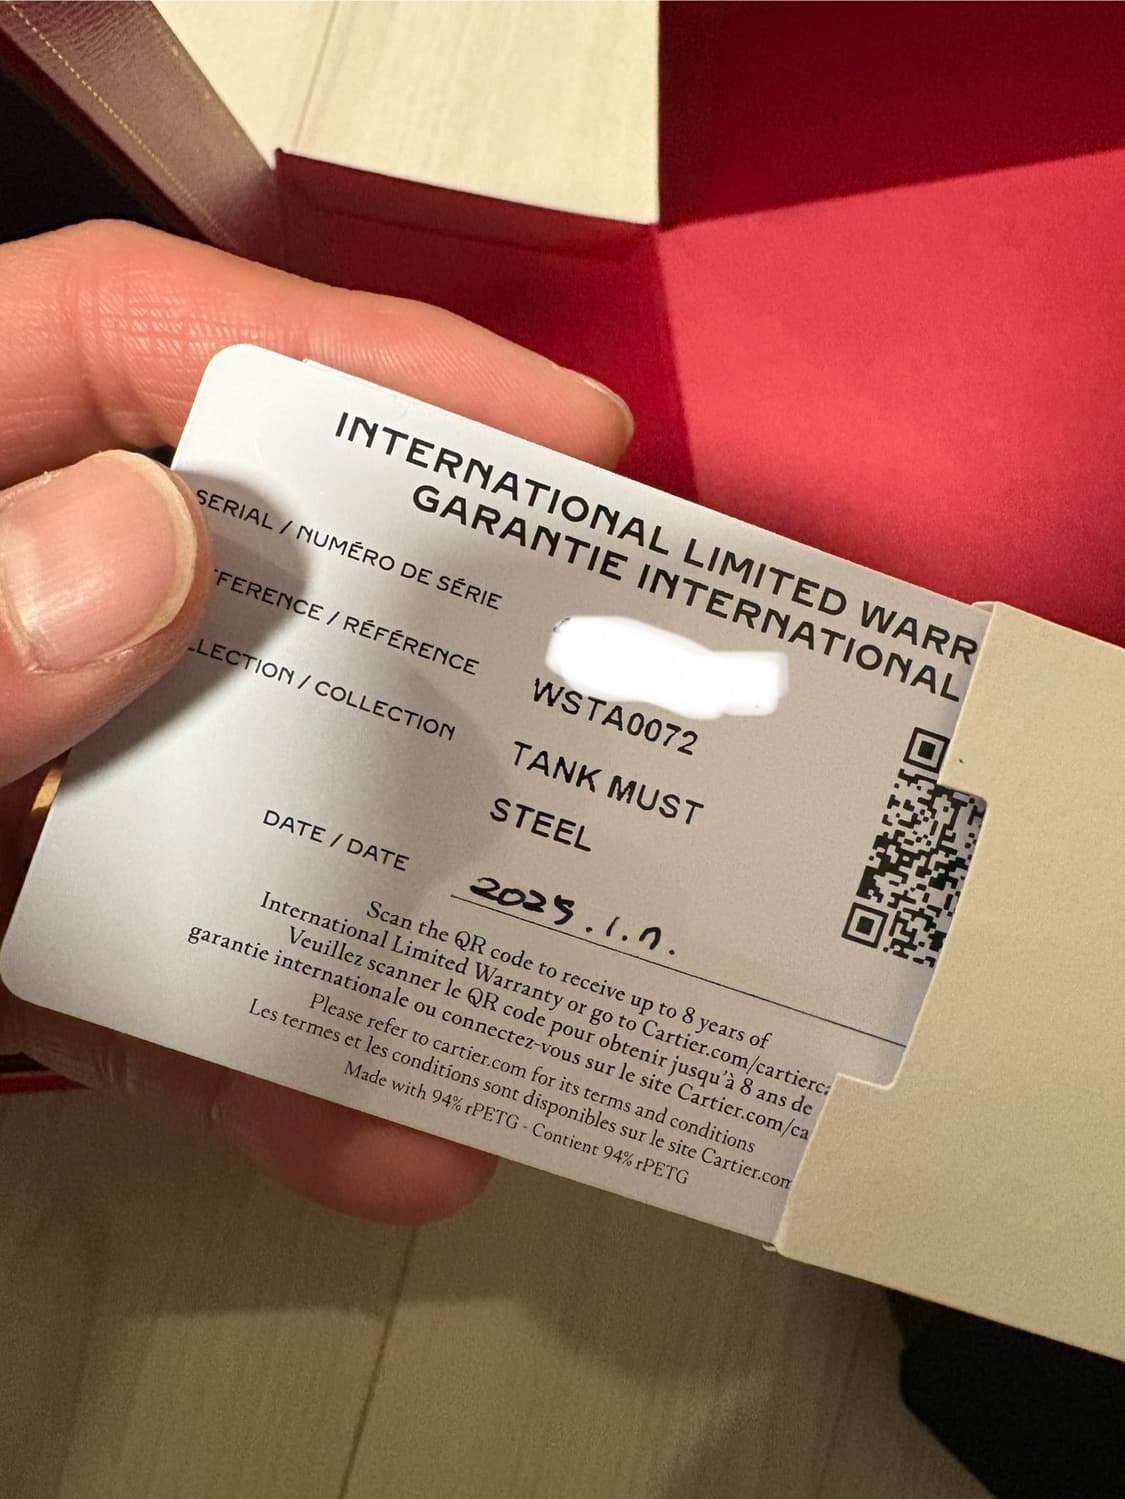 INTERNATIONAL LIMITED WARR
GARANTIE INTERNATIONAL
SERIAL / NUMÉRO DE SÉRIE
FERENCE / RÉFÉRENCE
WSTA0072
LLECTION / COLLECTION
TANK MUST
STEEL
DATE / DATE
Scan the QR code to receive up to 8 years of
International Limited Warranty or go to Cartier.com/cartierc
Veuillez scanner le QR code pour obtenir jusqu'à 8 ans de
garantie internationale ou connectez-vous sur le site Cartier.com/ca
Please refer to cartier.com for its terms and conditions
Les termes et les conditions sont disponibles sur le site Cartier.com
Made with 94% rPETG - Contient 94% rPETG